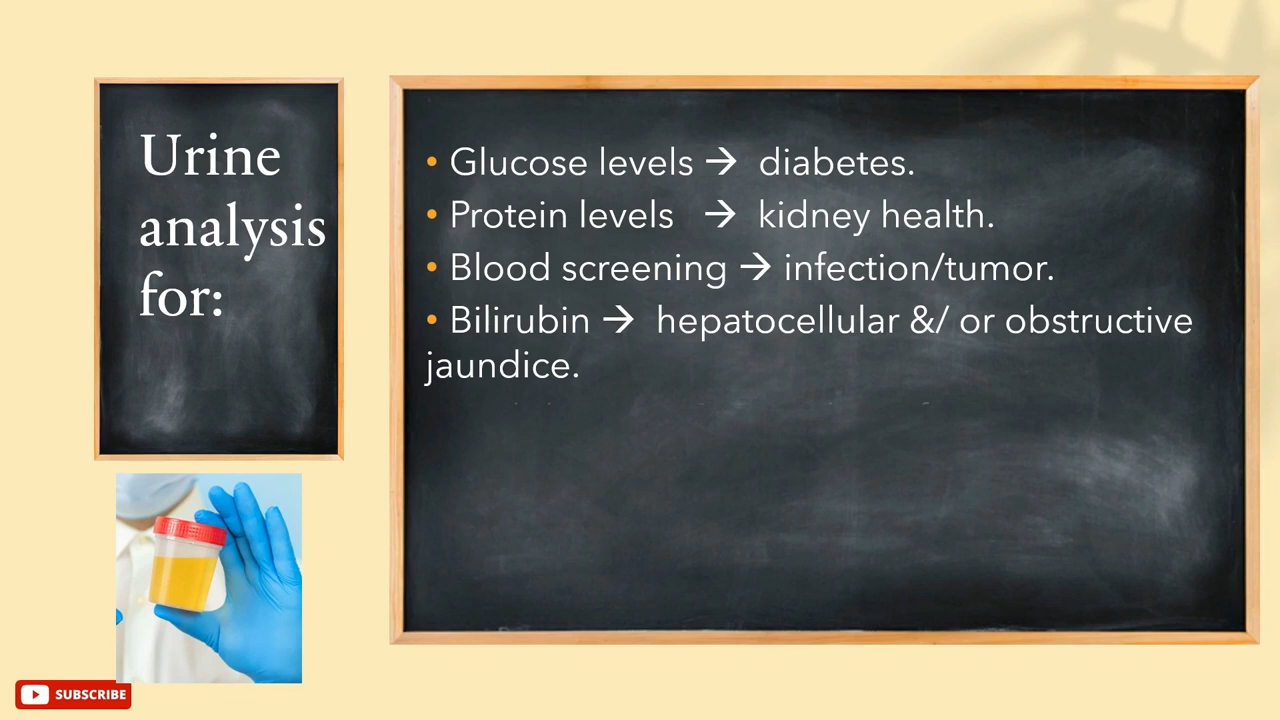 Urine
analysis
for:
• Glucose levels → diabetes.
• Protein levels → kidney health.
• Blood screening → infection/tumor.
• Bilirubin → hepatocellular &/ or obstructive
jaundice.
SUBSCRIBE